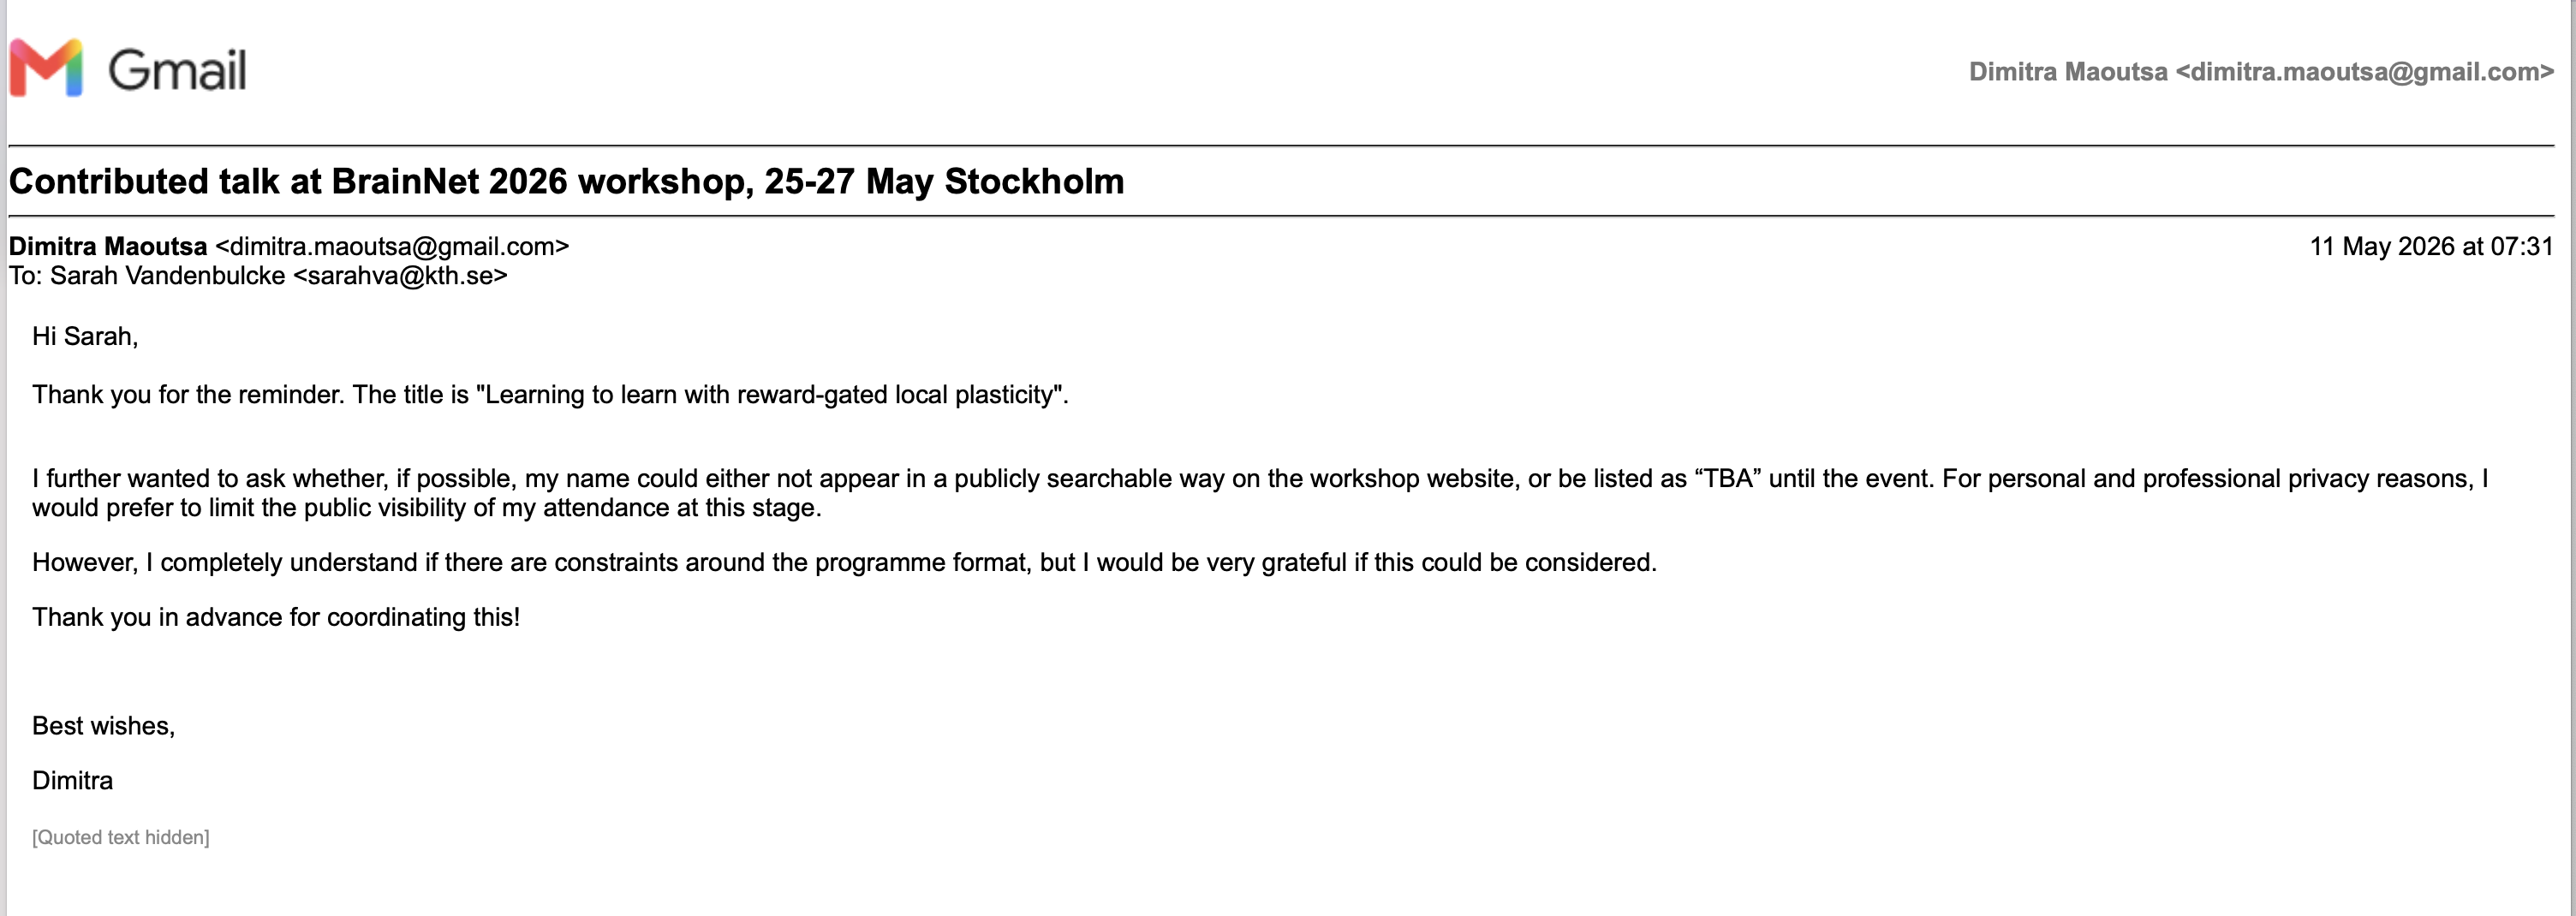 Gmail
Dimitra Maoutsa <dimitra.maoutsa@gmail.com>
Contributed talk at BrainNet 2026 workshop, 25-27 May Stockholm
Dimitra Maoutsa <dimitra.maoutsa@gmail.com>
11 May 2026 at 07:31
To: Sarah Vandenbulcke <sarahva@kth.se>
Hi Sarah,
Thank you for the reminder. The title is "Learning to learn with reward-gated local plasticity".
I further wanted to ask whether, if possible, my name could either not appear in a publicly searchable way on the workshop website, or be listed as “TBA” until the event. For personal and professional privacy reasons, I
would prefer to limit the public visibility of my attendance at this stage.
However, I completely understand if there are constraints around the programme format, but I would be very grateful if this could be considered.
Thank you in advance for coordinating this!
Best wishes,
Dimitra
[Quoted text hidden]